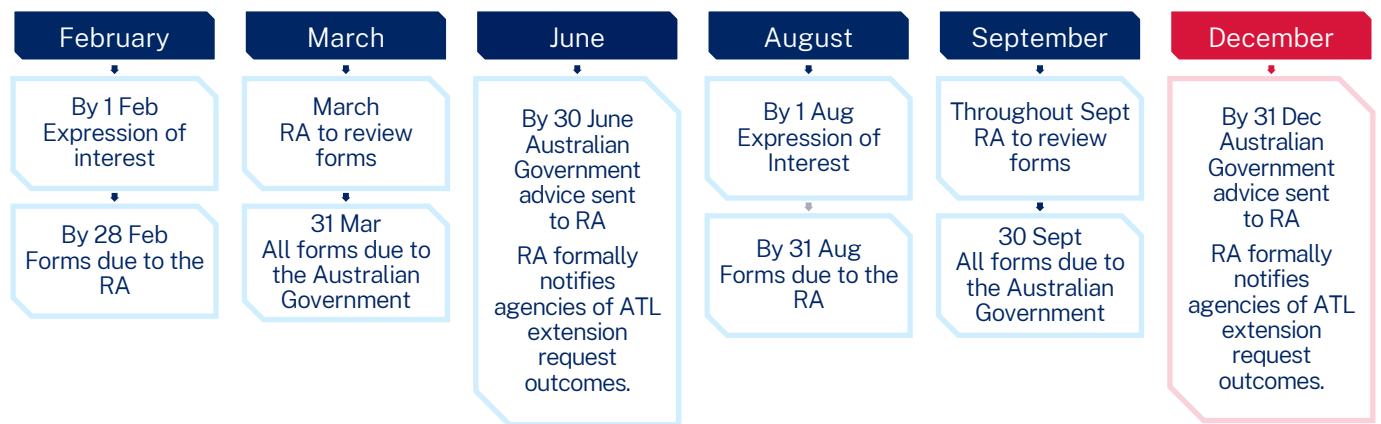 February
By 1 Feb
Expression of
interest
By 28 Feb
Forms due to the
RA
March
March
RA to review
forms
31 Mar
All forms due to
the Australian
Government
June
By 30 June
Australian
Government
advice sent
to RA
RA formally
notifies
agencies of ATL
extension
request
outcomes.
August
By 1 Aug
Expression of
Interest
By 31 Aug
Forms due to the
RA
September
Throughout Sept
RA to review
forms
30 Sept
All forms due to
the Australian
Government
December
By 31 Dec
Australian
Government
advice sent
to RA
RA formally
notifies
agencies of ATL
extension
request
outcomes.